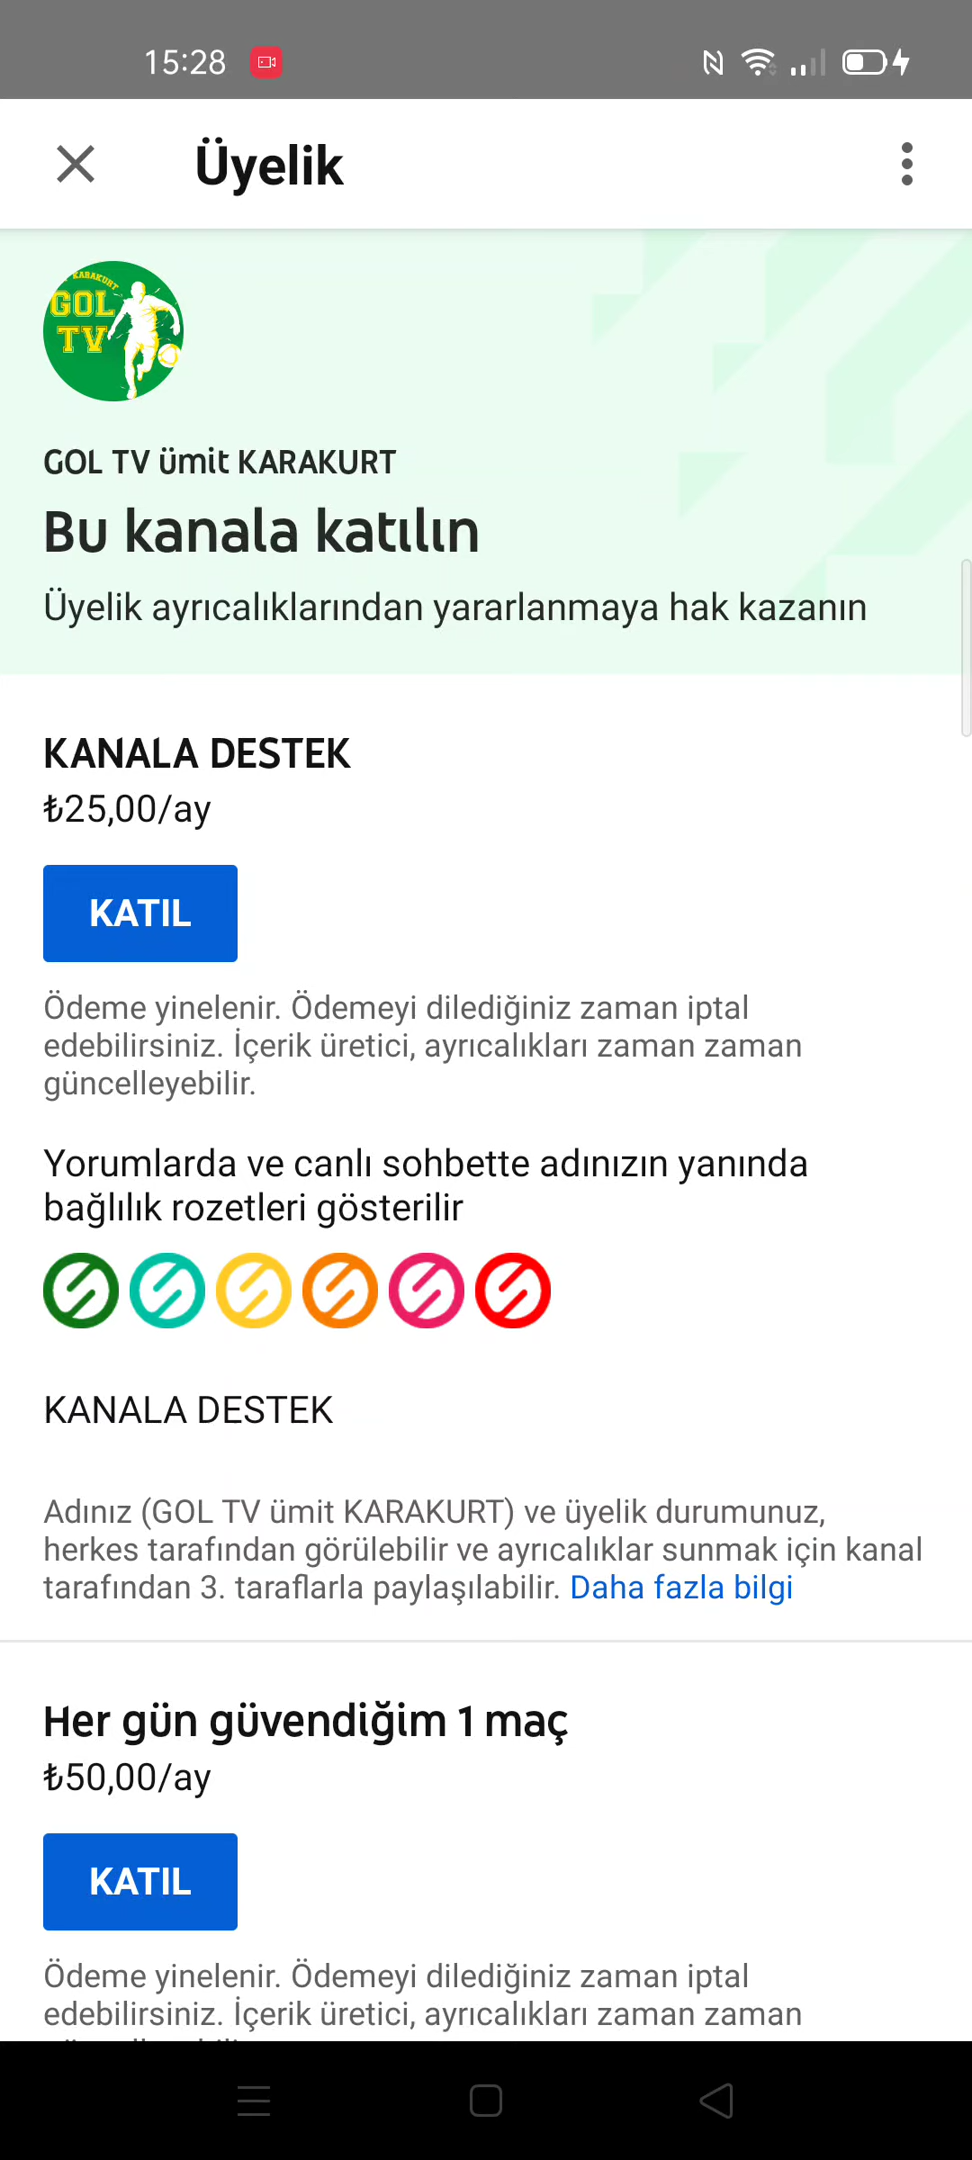 15:28
Üyelik
KARAKURT
GOL
TV
GOL TV ümit KARAKURT
Bu kanala katılın
Üyelik ayrıcalıklarından yararlanmaya hak kazanın
KANALA DESTEK
₺25,00/ay
KATIL
Ödeme yinelenir. Ödemeyi dilediğiniz zaman iptal
edebilirsiniz. İçerik üretici, ayrıcalıkları zaman zaman
güncelleyebilir.
Yorumlarda ve canlı sohbette adınızın yanında
bağlılık rozetleri gösterilir
KANALA DESTEK
Adınız (GOL TV ümit KARAKURT) ve üyelik durumunuz,
herkes tarafından görülebilir ve ayrıcalıklar sunmak için kanal
tarafından 3. taraflarla paylaşılabilir. Daha fazla bilgi
Her gün güvendiğim 1 maç
₺50,00/ay
KATIL
Ödeme yinelenir. Ödemeyi dilediğiniz zaman iptal
edebilirsiniz. İçerik üretici, ayrıcalıkları zaman zaman